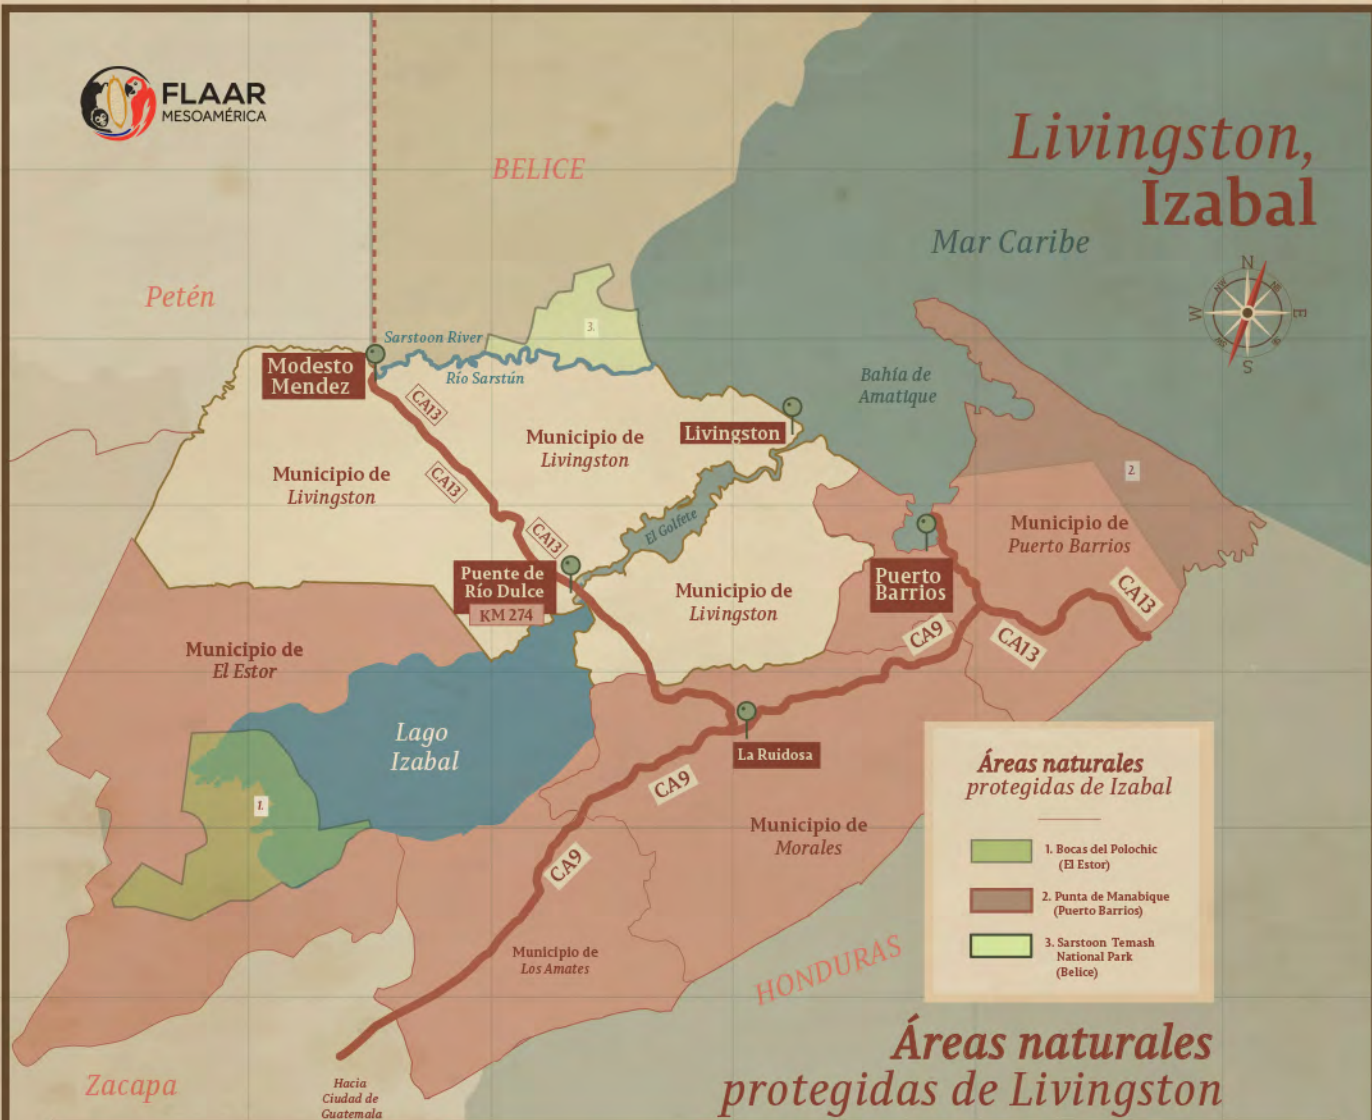 FLAAR
MESOAMÉRICA
Livingston,
Izabal
BELICE
Mar Caribe
Petén
N
NW
NE
W
E
SW
SE
S
Sarstoon River
Río Sarstún
3.
Modesto
Mendez
CA13
CA13
CA13
Bahía de
Amatique
Livingston
Municipio de
Livingston
Municipio de
Livingston
El Golfete
2.
Municipio de
Puerto Barrios
Puente de
Río Dulce
KM 274
Municipio de
Livingston
Puerto
Barrios
CA13
CA9
CA13
Municipio de
El Estor
Lago
Izabal
La Ruidosa
CA9
1.
Municipio de
Morales
CA9
Municipio de
Los Amates
HONDURAS
Áreas naturales
protegidas de Izabal
1. Bocas del Polochic
(El Estor)
2. Punta de Manabique
(Puerto Barrios)
3. Sarstoon Temash
National Park
(Belice)
Áreas naturales
protegidas de Livingston
Zacapa
Hacia
Ciudad de
Guatemala